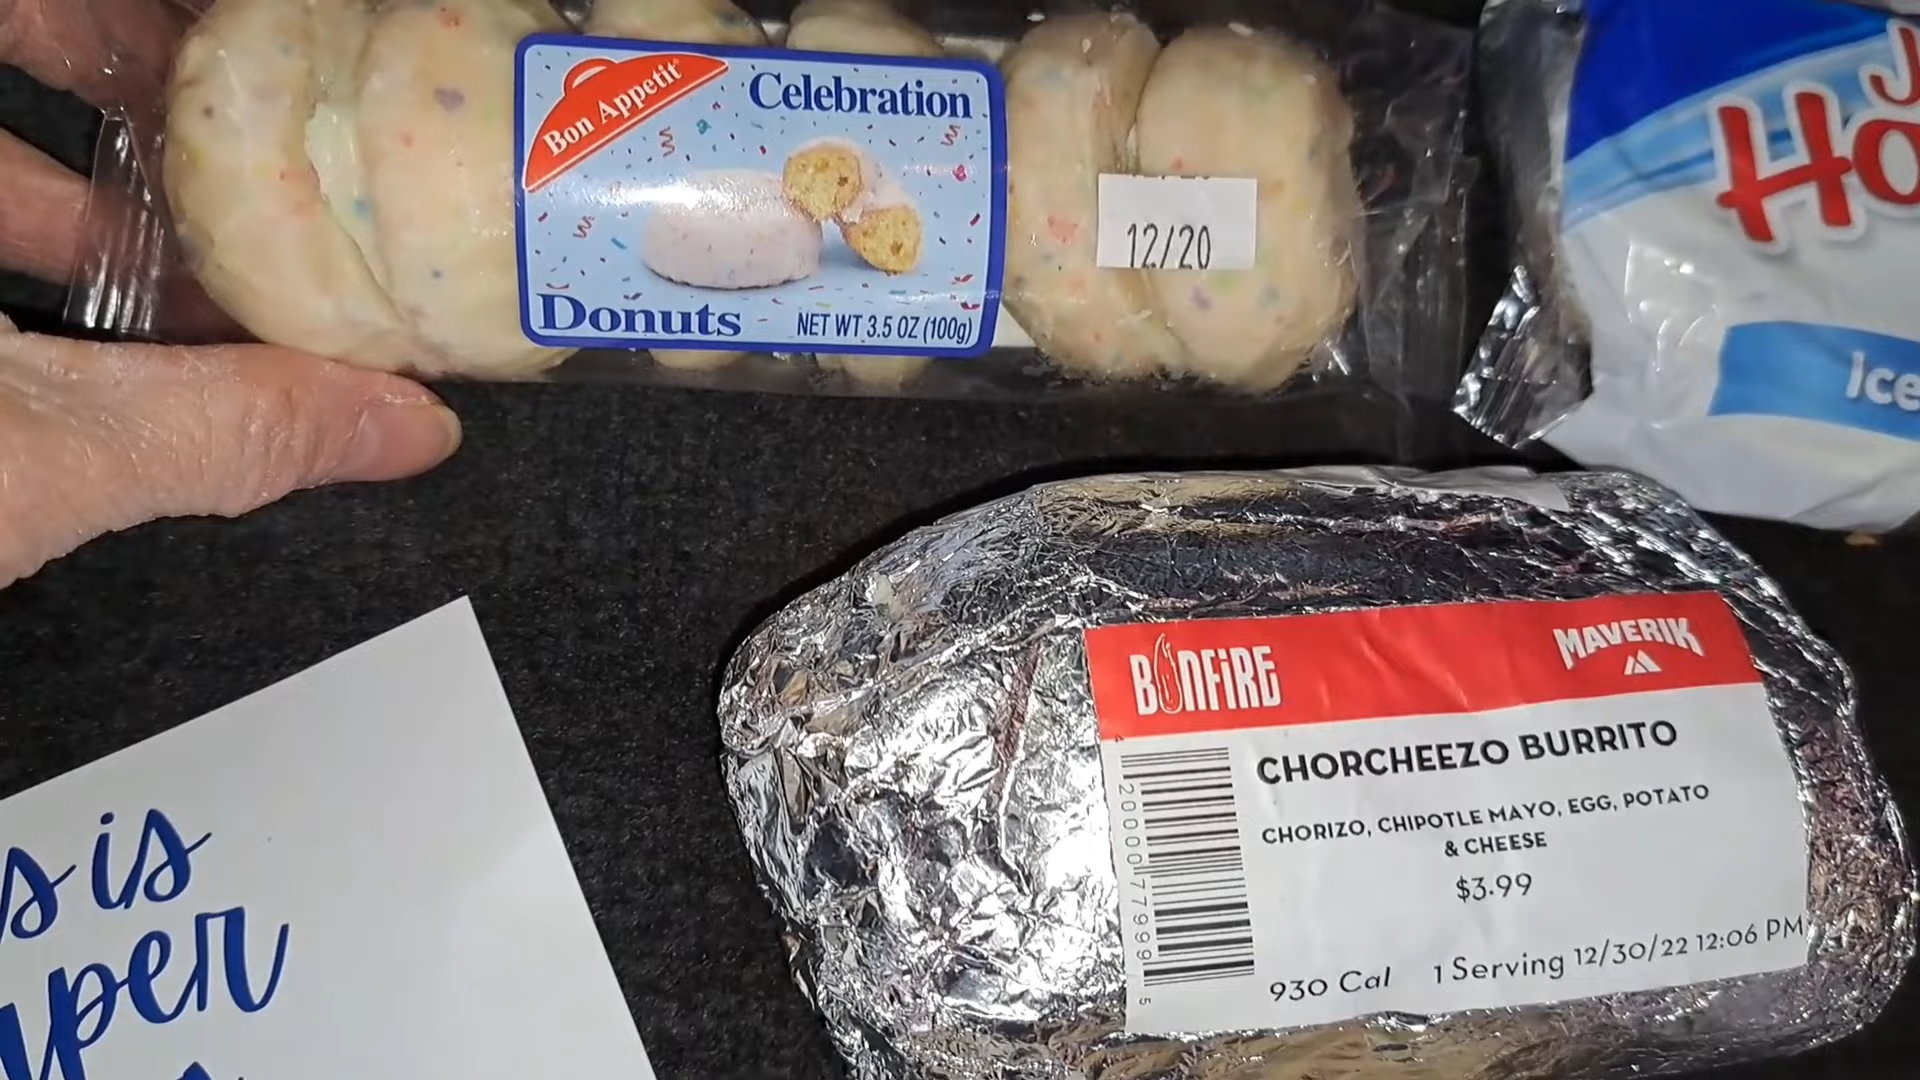 Bon Appetit
Celebration
Donuts
NET WT 3.5 OZ (100g)
12/20
Ice
is
BONFIRE
MAVERIK
CHORCHEEZO BURRITO
CHORIZO, CHIPOTLE MAYO, EGG, POTATO
& CHEESE
$3.99
930 Cal 1 Serving 12/30/22 12:06 PM